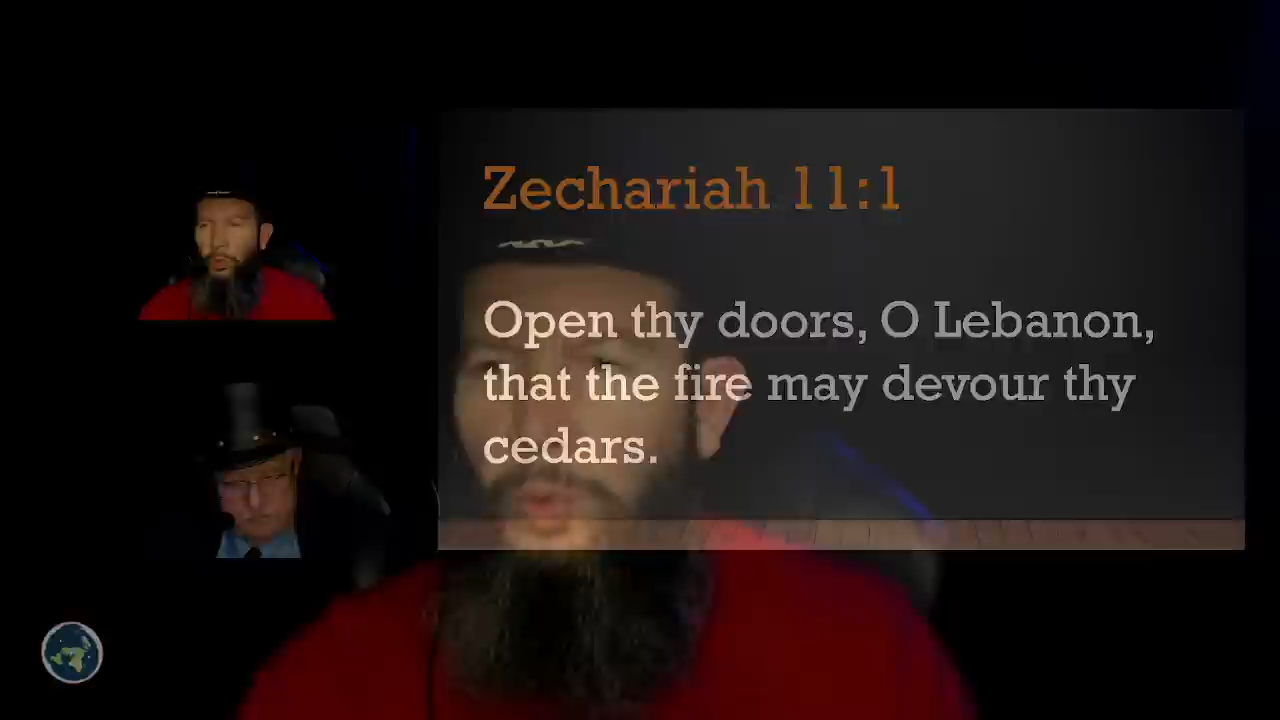 Zechariah 11:1
Open thy doors, O Lebanon,
that the fire may devour thy
cedars.